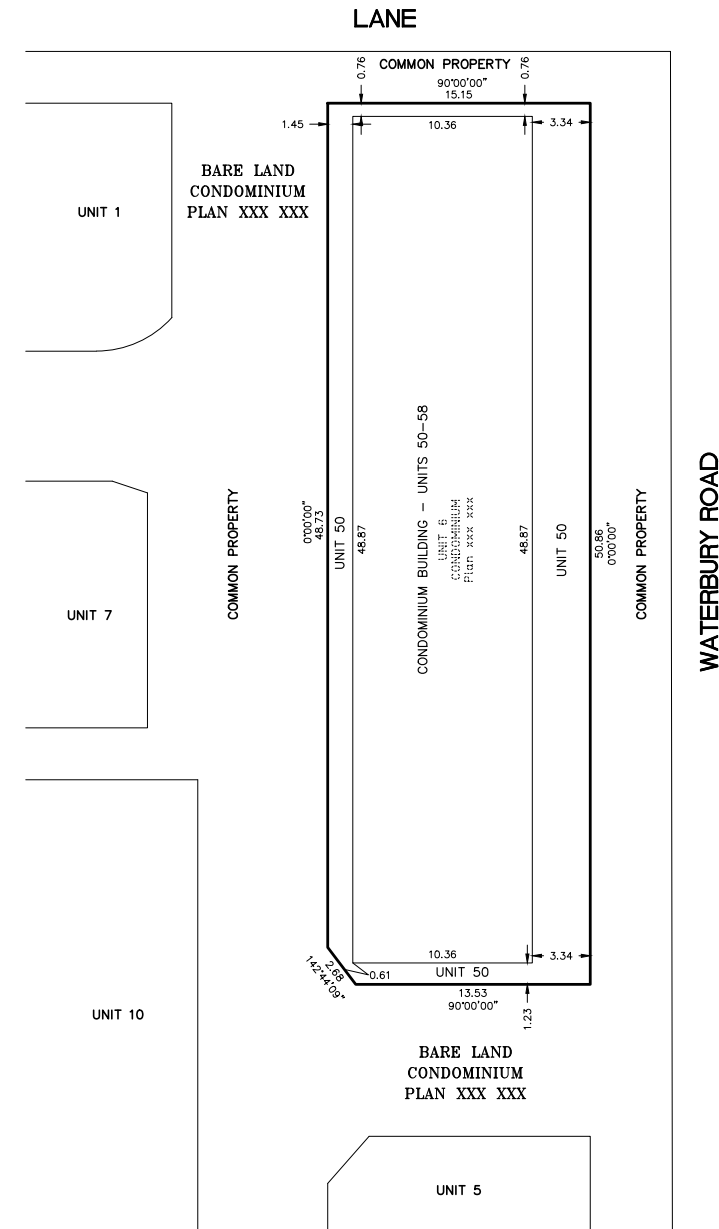 LANE
0.76
COMMON PROPERTY
0.76
90°00'00"
15.15
1.45
10.36
3.34
BARE LAND
CONDOMINIUM
PLAN XXX XXX
UNIT 1
CONDOMINIUM BUILDING - UNITS 50-58
UNIT 6
CONDOMINIUM
Plan xxx xxx
0°00'00"
48.73
UNIT 50
48.87
48.87
UNIT 50
50.86
0°00'00"
COMMON PROPERTY
COMMON PROPERTY
WATERBURY ROAD
UNIT 7
10.36
3.34
2.68
142°44'09"
0.61
UNIT 50
13.53
90°00'00"
1.23
UNIT 10
BARE LAND
CONDOMINIUM
PLAN XXX XXX
UNIT 5